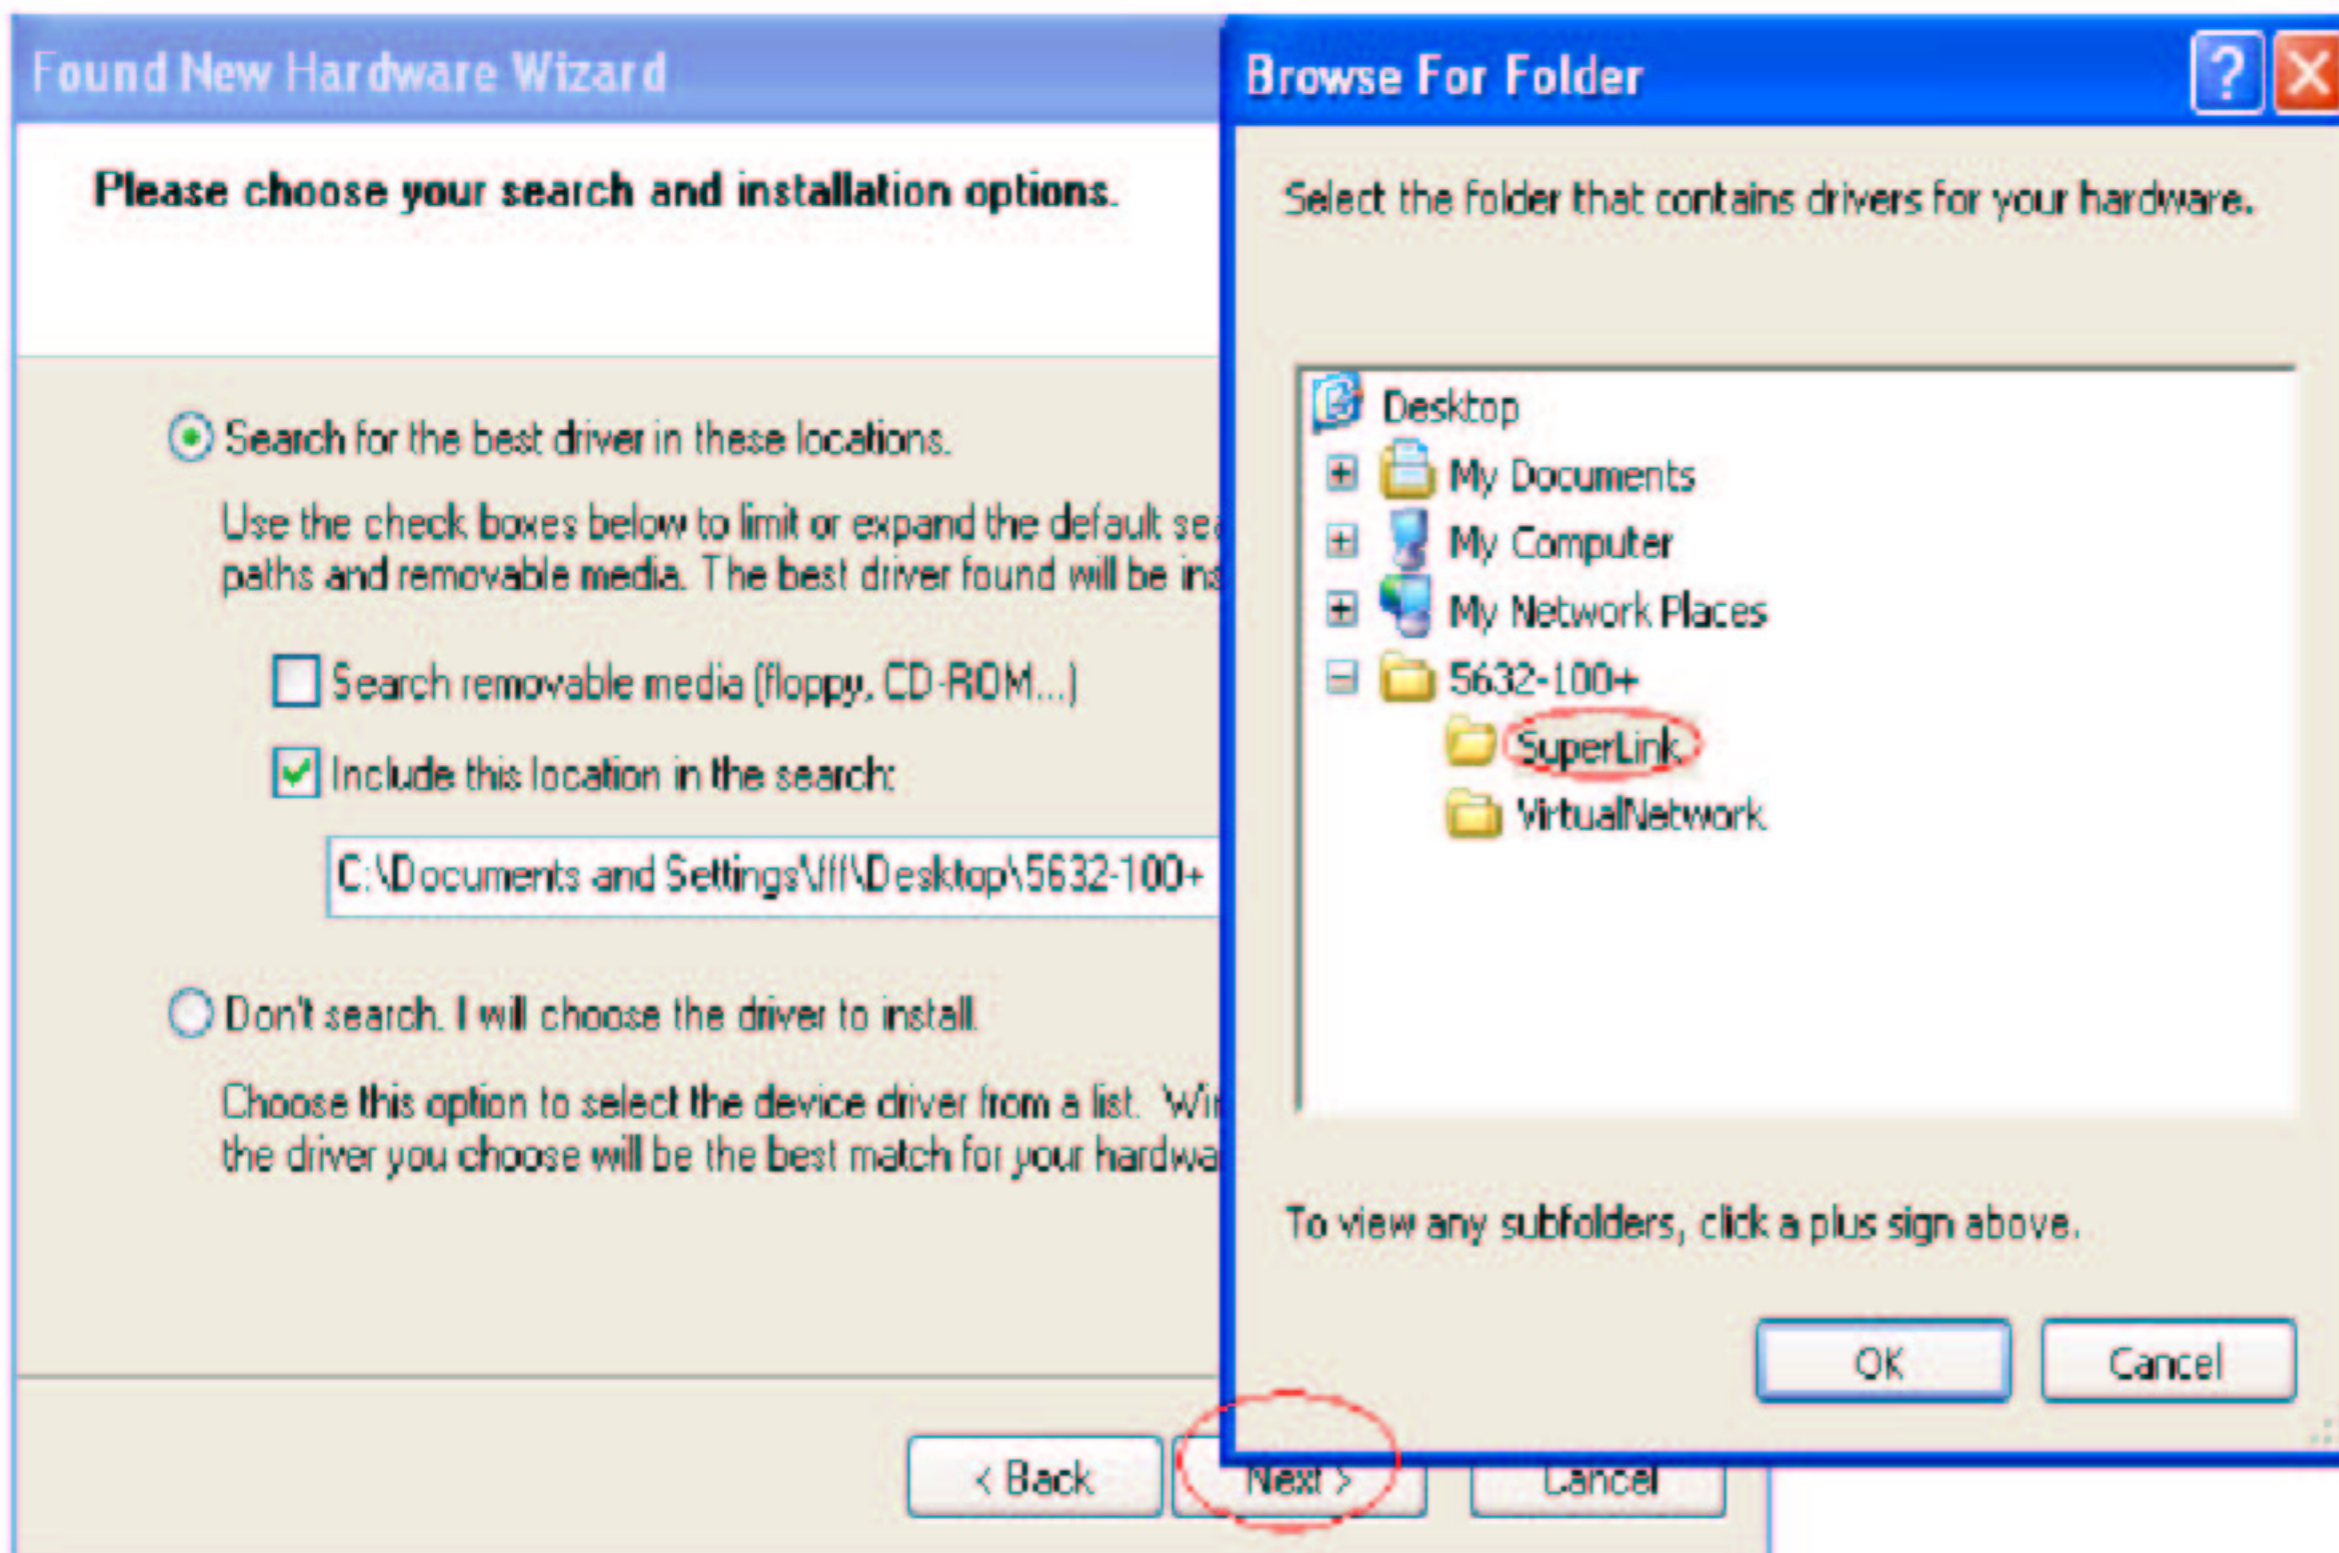 Found New Hardware Wizard
Please choose your search and installation options.
Search for the best driver in these locations.
Use the check boxes below to limit or expand the default
paths and removable media. The best driver found will be
Search removable media (floppy, CD-ROM...)
Include this location in the search:
C:\Documents and Settings\fff\Desktop\5632-100+
Don't search. I will choose the driver to install.
Choose this option to select the device driver from a list.
the driver you choose will be the best match for your
< Back
Next >
Cancel
Browse For Folder
?
Select the folder that contains drivers for your hardware.
Desktop
My Documents
My Computer
My Network Places
5632-100+
SuperLink
VirtualNetwork
To view any subfolders, click a plus sign above.
OK
Cancel